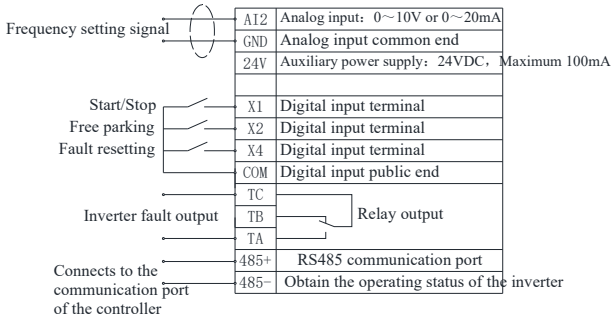 Frequency setting signal
AI2 Analog input：0～10V or 0～20mA
GND Analog input common end
24V Auxiliary power supply：24VDC，Maximum 100mA
Start/Stop X1 Digital input terminal
Free parking X2 Digital input terminal
Fault resetting X4 Digital input terminal
COM Digital input public end
TC
Inverter fault output TB Relay output
TA
485+ RS485 communication port
Connects to the
communication port
of the controller
485- Obtain the operating status of the inverter